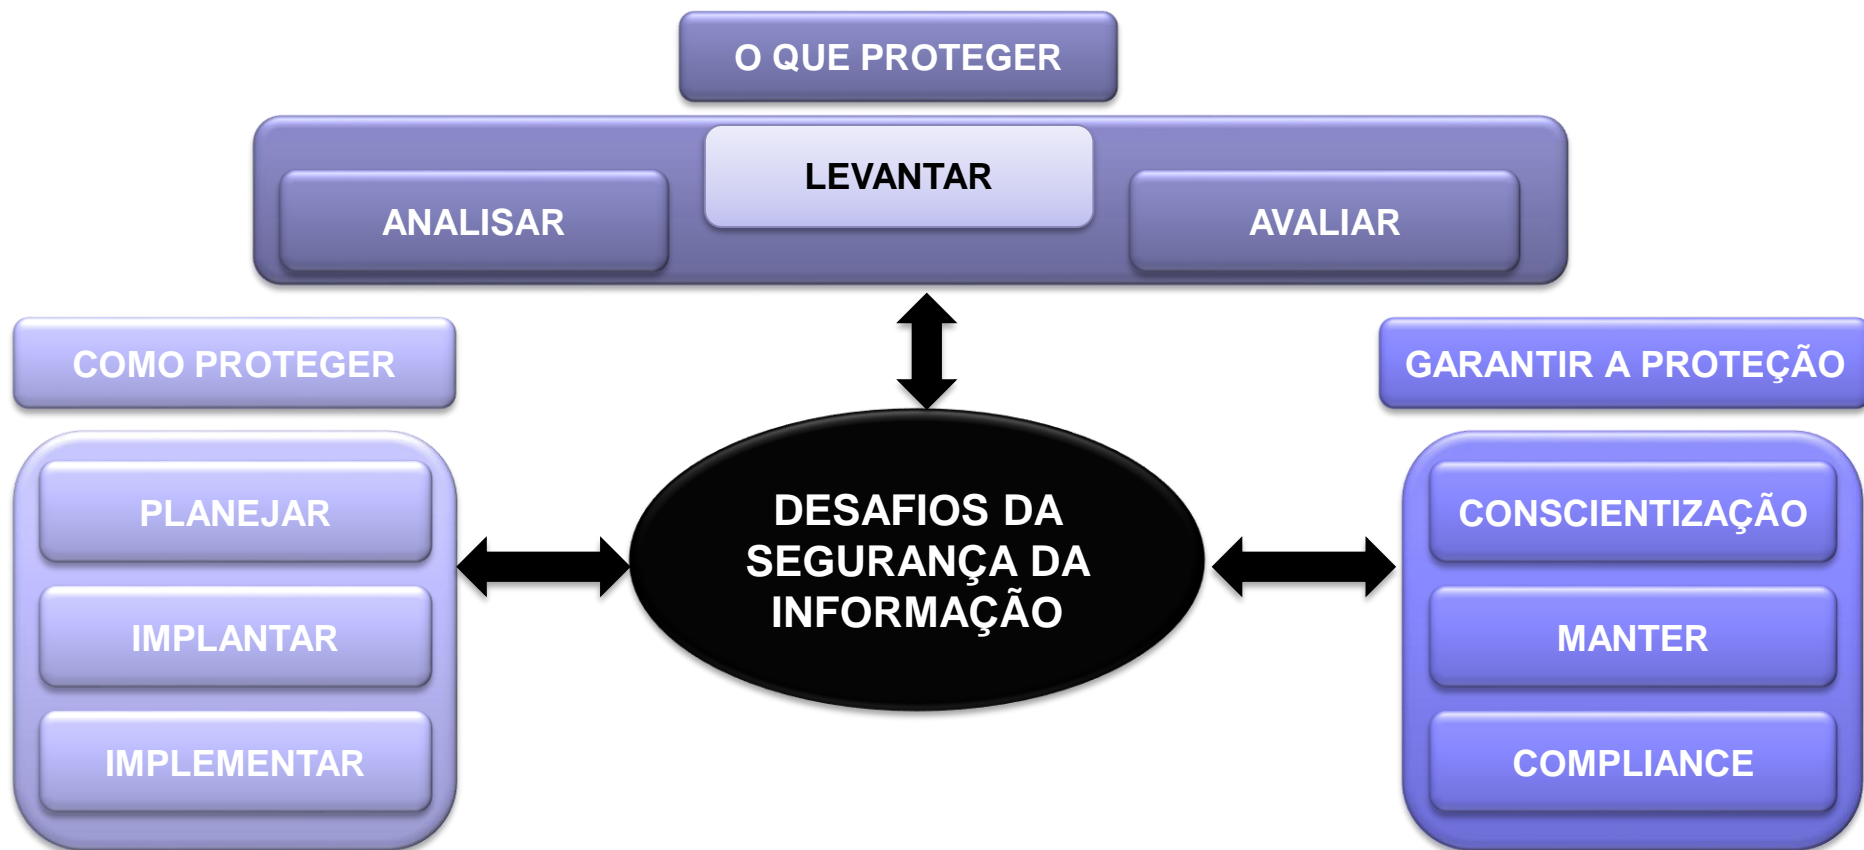 O QUE PROTEGER
LEVANTAR
ANALISAR
AVALIAR
COMO PROTEGER
PLANEJAR
IMPLANTAR
IMPLEMENTAR
DESAFIOS DA
SEGURANÇA DA
INFORMAÇÃO
GARANTIR A PROTEÇÃO
CONSCIENTIZAÇÃO
MANTER
COMPLIANCE